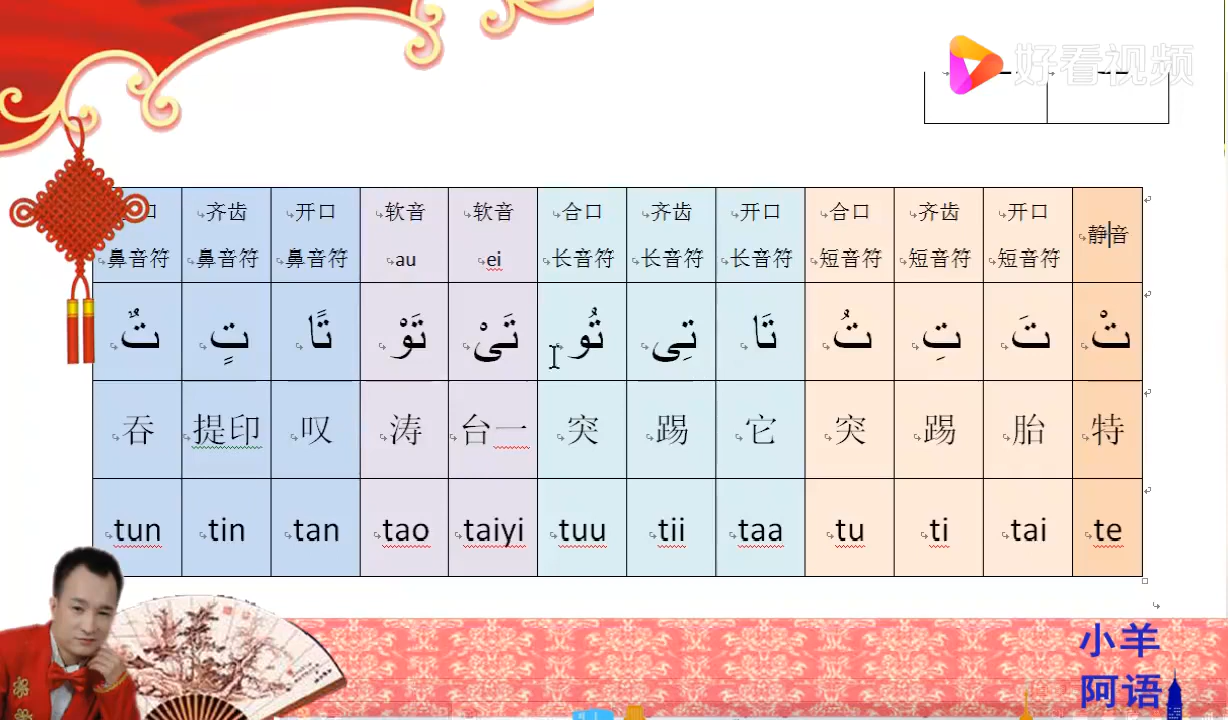 好看视频
口 齐齿 开口 软音 软音 合口 齐齿 开口 合口 齐齿 开口 静音
鼻音符 鼻音符 鼻音符 au ei 长音符 长音符 长音符 短音符 短音符 短音符
تٌ تٍ تًا تَوْ تَىْ تُو تِى تَا تُ تِ تَ تْ
吞 提印 叹 涛 台一 突 踢 它 突 踢 胎 特
tun tin tan tao taiyi tuu tii taa tu ti tai te
小羊
阿语